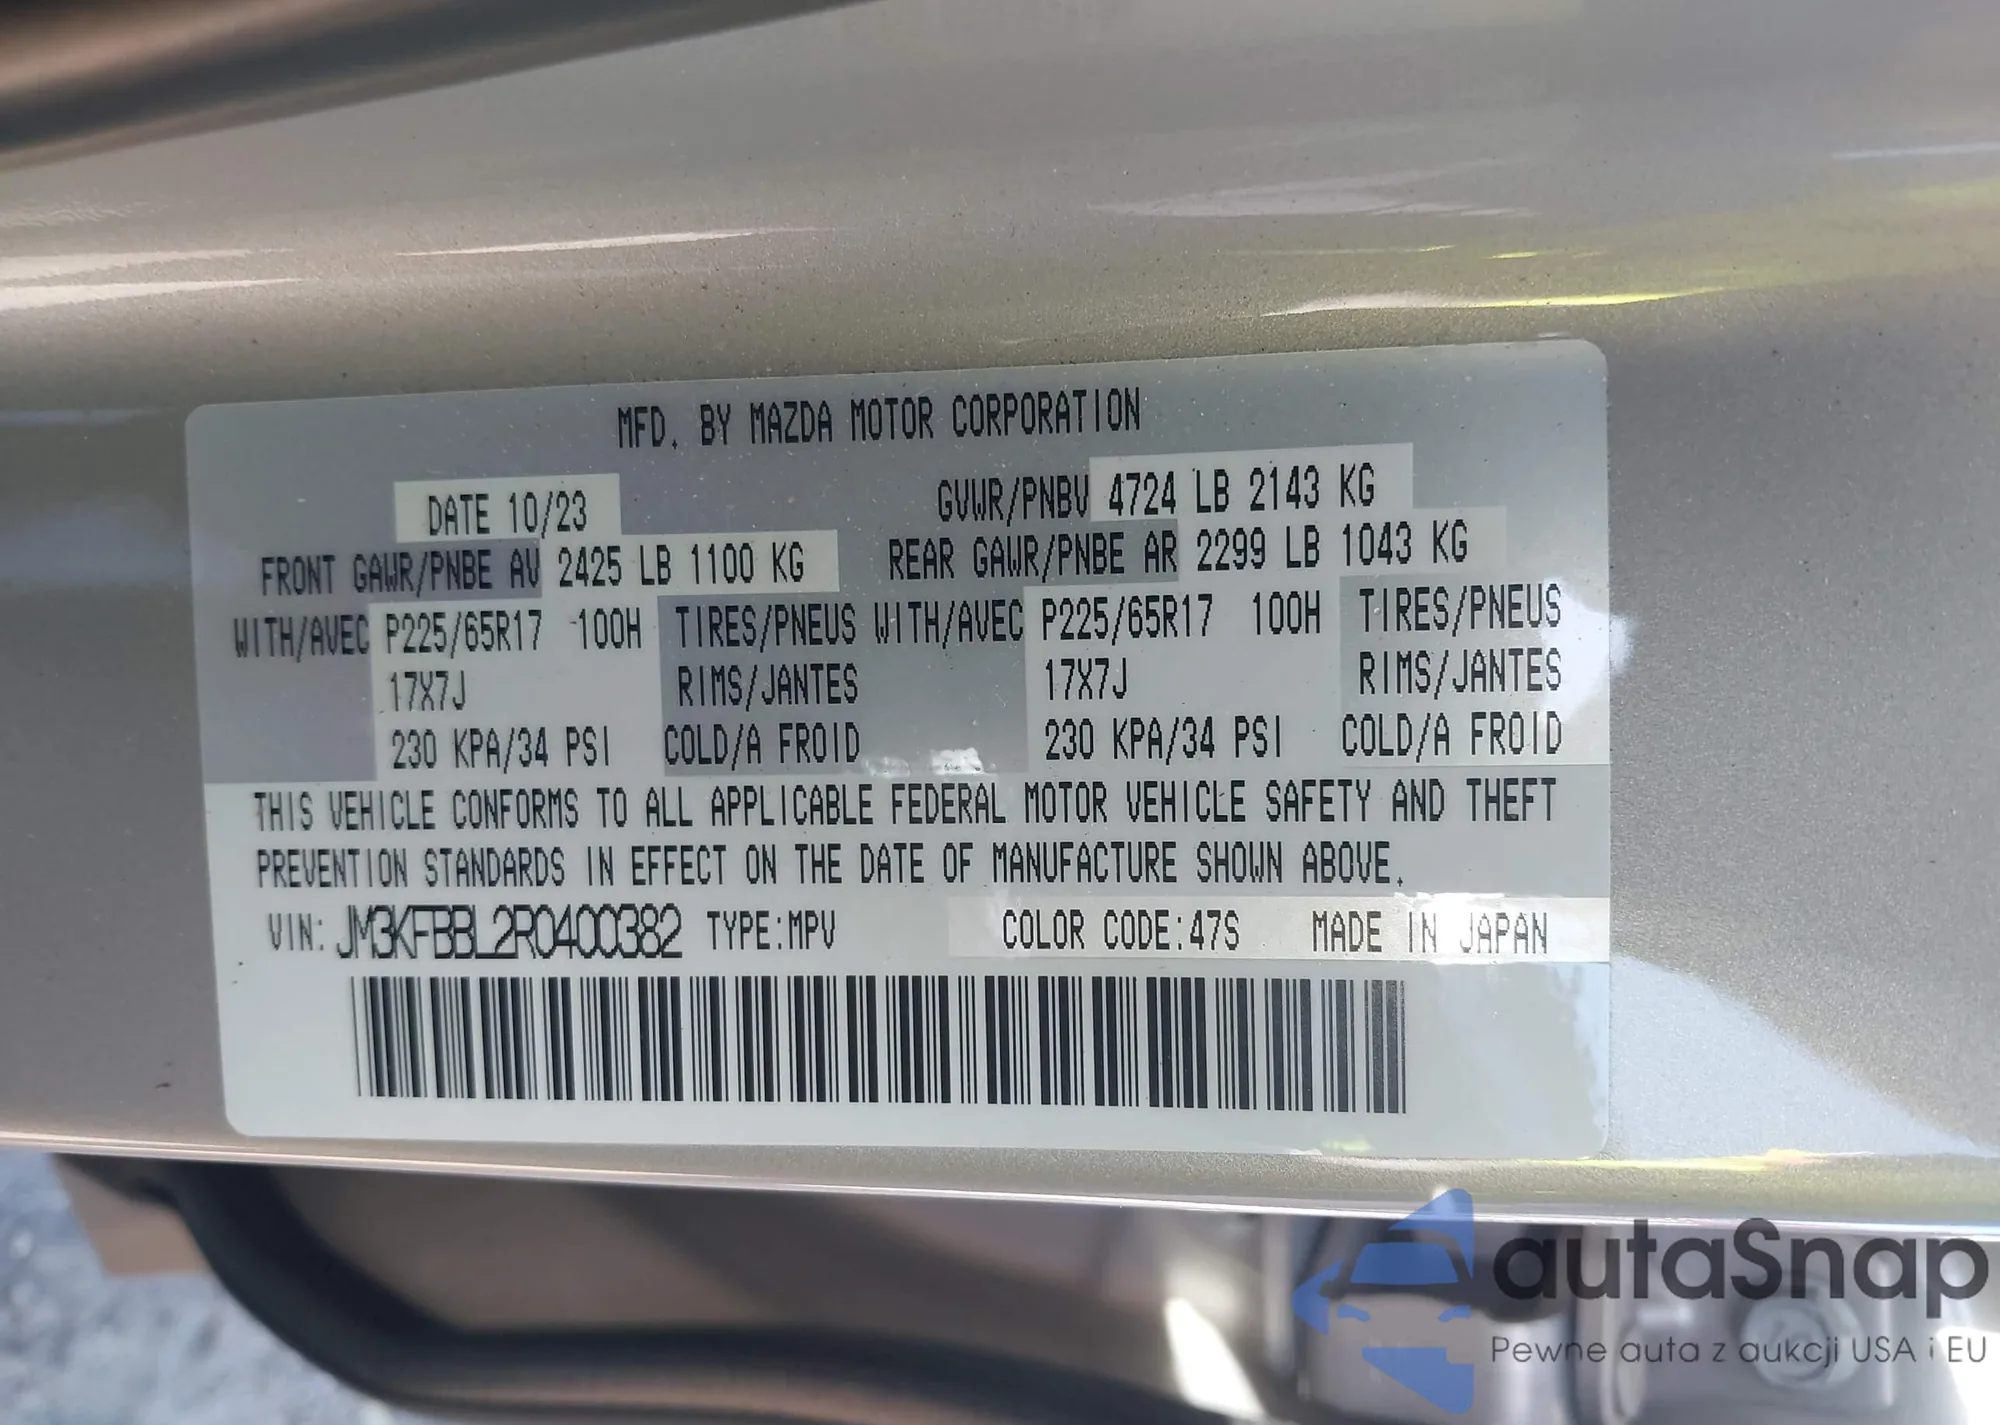 MFD. BY MAZDA MOTOR CORPORATION
DATE 10/23 GVWR/PNBV 4724 LB 2143 KG
FRONT GAWR/PNBE AV 2425 LB 1100 KG REAR GAWR/PNBE AR 2299 LB 1043 KG
WITH/AVEC P225/65R17 100H TIRES/PNEUS WITH/AVEC P225/65R17 100H TIRES/PNEUS
17X7J RIMS/JANTES 17X7J RIMS/JANTES
230 KPA/34 PSI COLD/A FROID 230 KPA/34 PSI COLD/A FROID
THIS VEHICLE CONFORMS TO ALL APPLICABLE FEDERAL MOTOR VEHICLE SAFETY AND THEFT
PREVENTION STANDARDS IN EFFECT ON THE DATE OF MANUFACTURE SHOWN ABOVE.
VIN: JM3KFBBL2R0400382 TYPE:MPV COLOR CODE:47S MADE IN JAPAN
autaSnap
Pewne auta z aukcji USA i EU